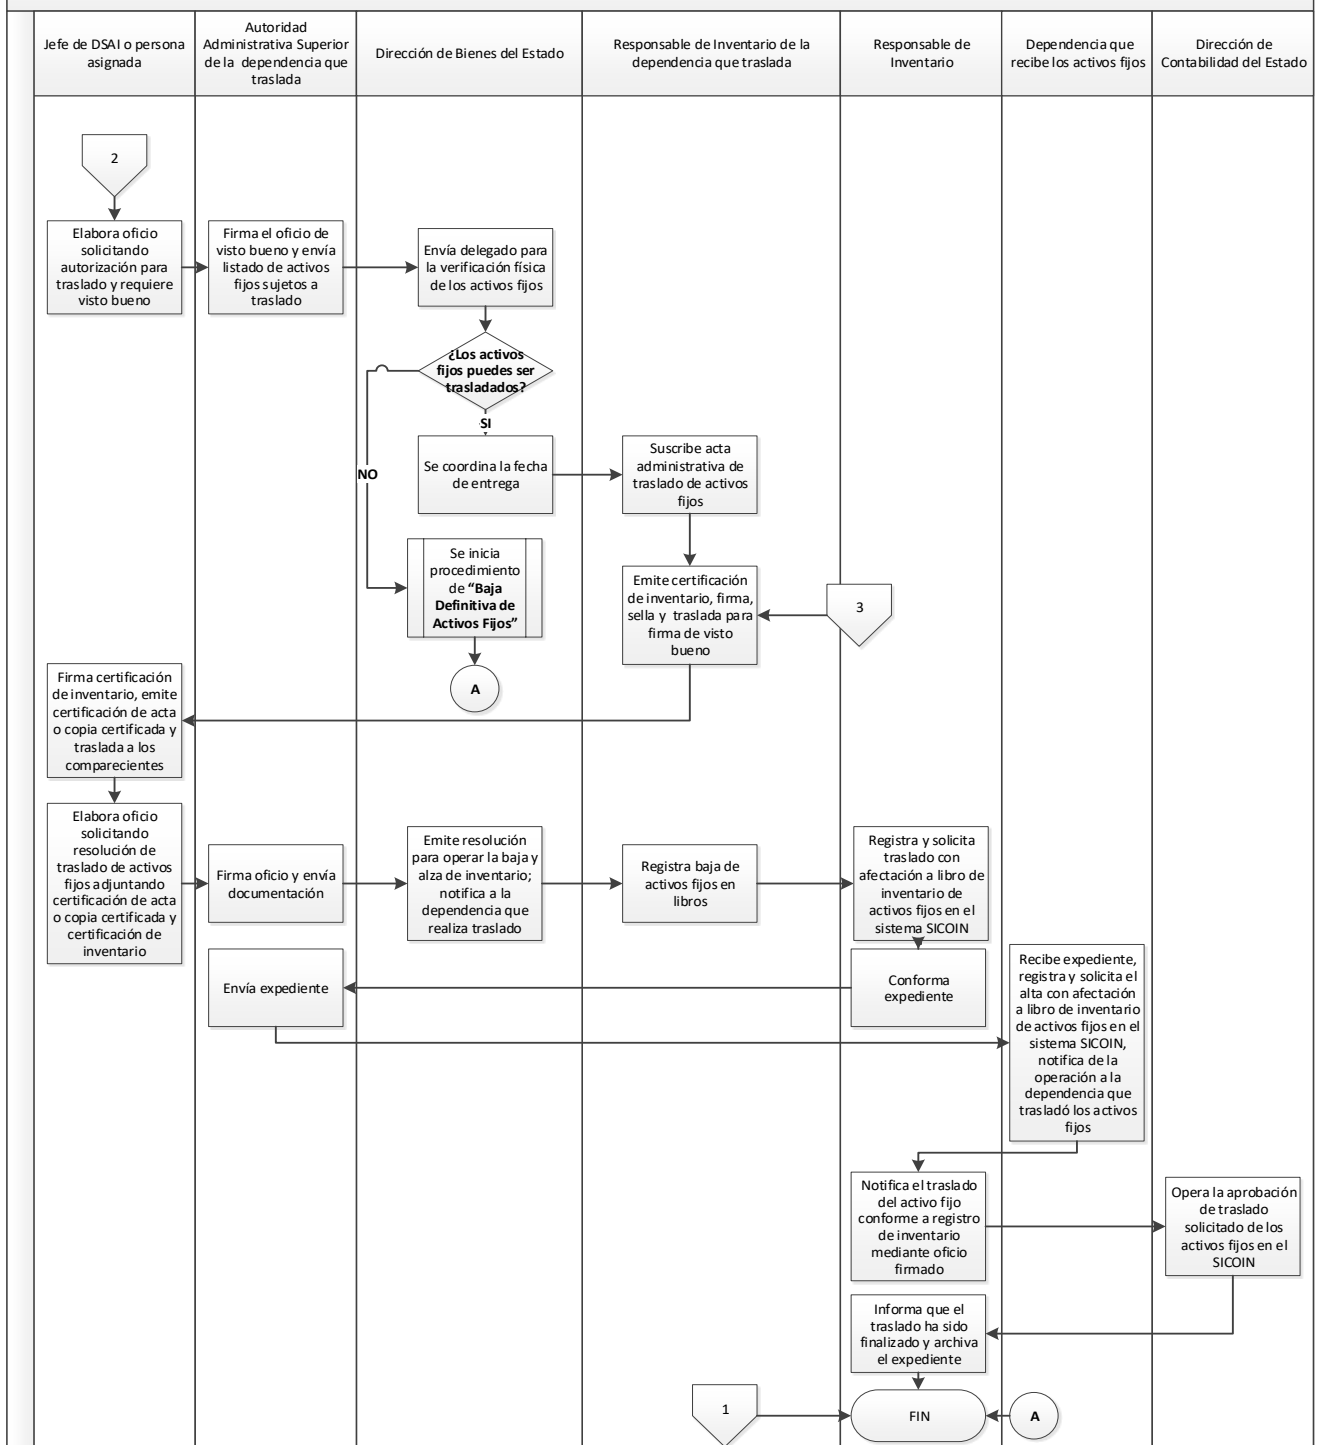 Jefe de DSAI o persona
asignada
Autoridad
Administrativa Superior
de la dependencia que
traslada
Dirección de Bienes del Estado
Responsable de Inventario de la
dependencia que traslada
Responsable de
Inventario
Dependencia que
recibe los activos fijos
Dirección de
Contabilidad del Estado
2
Elabora oficio
solicitando
autorización para
traslado y requiere
visto bueno
Firma el oficio de
visto bueno y envía
listado de activos
fijos sujetos a
traslado
Envía delegado para
la verificación física
de los activos fijos
¿Los activos
fijos puedes ser
trasladados?
SI
NO
Se coordina la fecha
de entrega
Suscribe acta
administrativa de
traslado de activos
fijos
Se inicia
procedimiento
de “Baja
Definitiva de
Activos Fijos”
A
Emite certificación
de inventario, firma,
sella y traslada para
firma de visto
bueno
3
Firma certificación
de inventario, emite
certificación de acta
o copia certificada y
traslada a los
comparecientes
Elabora oficio
solicitando
resolución de
traslado de activos
fijos adjuntando
certificación de acta
o copia certificada y
certificación de
inventario
Firma oficio y envía
documentación
Emite resolución
para operar la baja y
alza de inventario;
notifica a la
dependencia que
realiza traslado
Registra baja de
activos fijos en
libros
Registra y solicita
traslado con
afectación a libro de
inventario de
activos fijos en el
sistema SICOIN
Conforma
expediente
Envía expediente
Recibe expediente,
registra y solicita el
alta con afectación
a libro de inventario
de activos fijos en el
sistema SICOIN,
notifica de la
operación a la
dependencia que
trasladó los activos
fijos
Notifica el traslado
del activo fijo
conforme a registro
de inventario
mediante oficio
firmado
Opera la aprobación
de traslado
solicitado de los
activos fijos en el
SICOIN
Informa que el
traslado ha sido
finalizado y archiva
el expediente
1
FIN
A